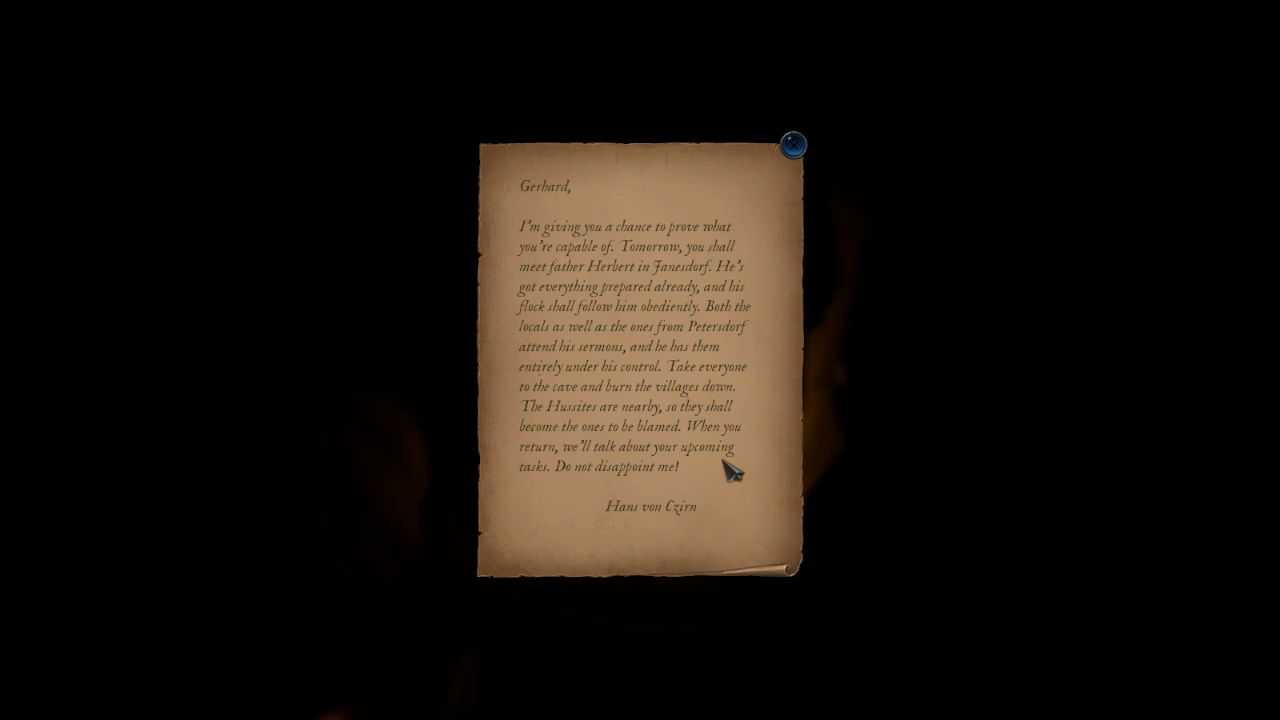 Gerhard,
I'm giving you a chance to prove what
you're capable of. Tomorrow, you shall
meet father Herbert in Janesdorf. He's
got everything prepared already, and his
flock shall follow him obediently. Both the
locals as well as the ones from Petersdorf
attend his sermons, and he has them
entirely under his control. Take everyone
to the cave and burn the villages down.
The Hussites are nearby, so they shall
become the ones to be blamed. When you
return, we'll talk about your upcoming
tasks. Do not disappoint me!
Hans von Czirn